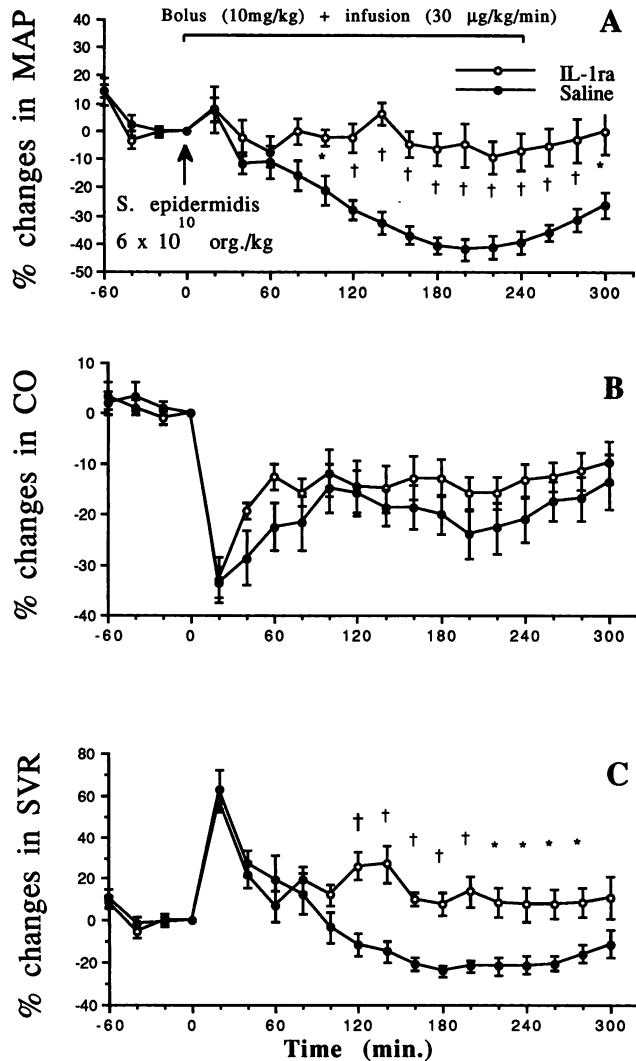 Bolus (10mg/kg) + infusion (30 µg/kg/min)
A
% changes in MAP
40
30
20
10
0
-10
-20
-30
-40
-50
IL-1ra
Saline
* † † † † † † † † † *
S. epidermidis
6 x 10^10 org./kg
-60 0 60 120 180 240 300
B
% changes in CO
10
0
-10
-20
-30
-40
-60 0 60 120 180 240 300
C
% changes in SVR
80
60
40
20
0
-20
-40
† † † † † * * * *
-60 0 60 120 180 240 300
Time (min.)